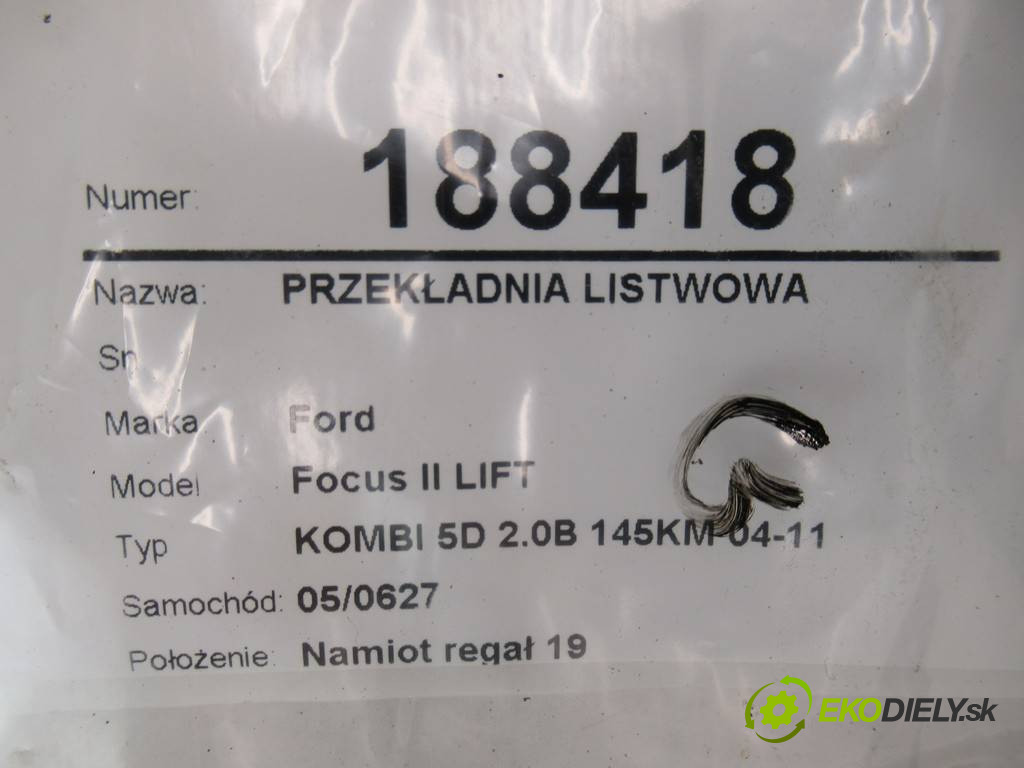 Numer: 188418
Nazwa: PRZEKŁADNIA LISTWOWA
Sn
Marka Ford
Model Focus II LIFT
Typ KOMBI 5D 2.0B 145KM 04-11
Samochód: 05/0627
Położenie: Namiot regał 19
EKODIELY.sk